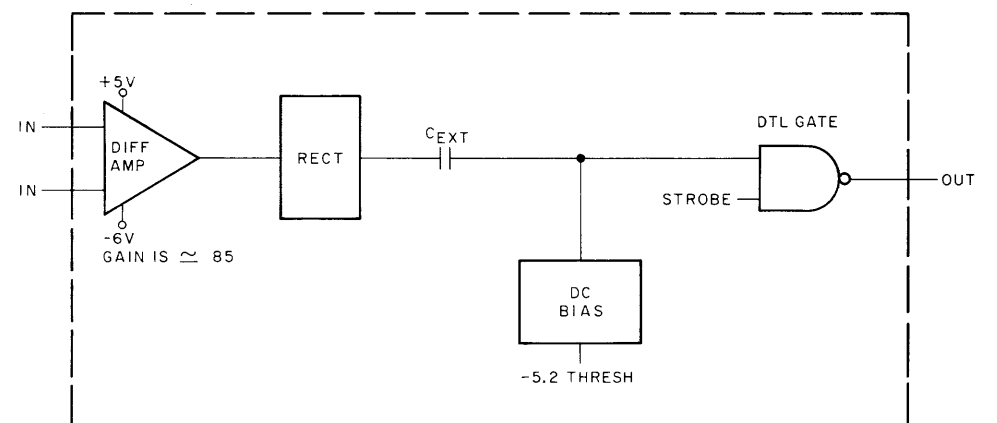 +5V
IN
DIFF
AMP
IN
-6V
GAIN IS ≃ 85
RECT
CEXT
DTL GATE
STROBE
OUT
DC
BIAS
-5.2 THRESH